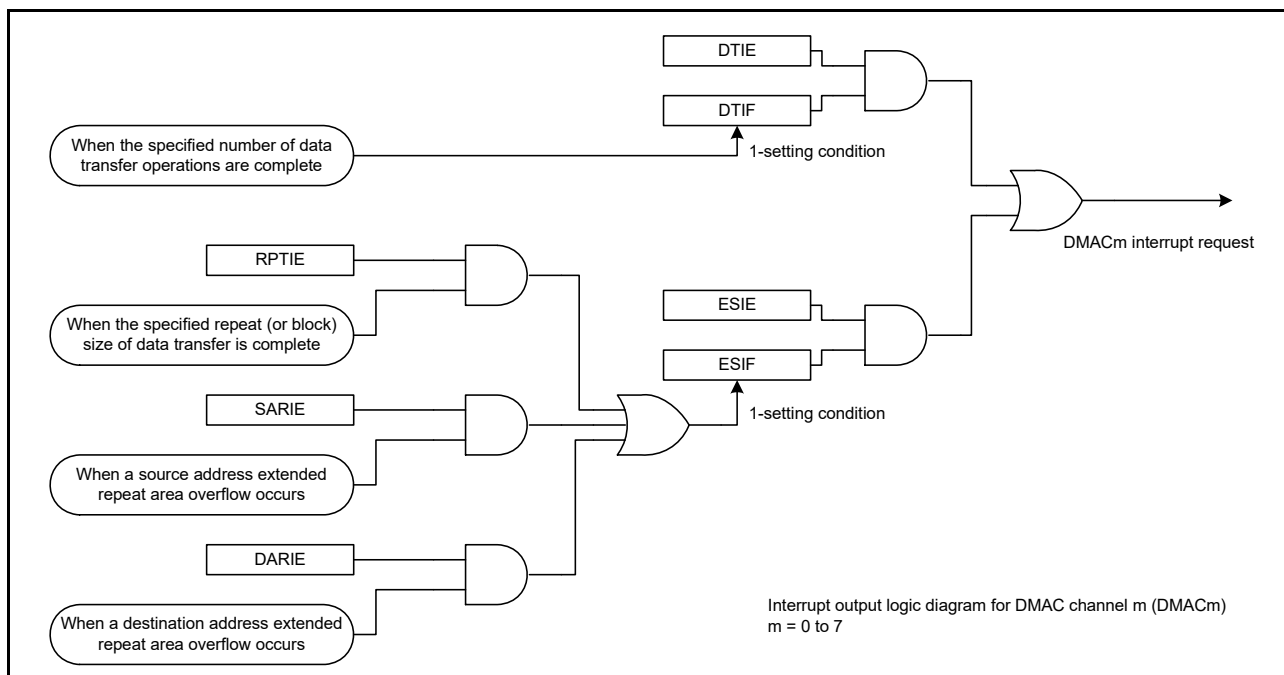 DTIE
DTIF
When the specified number of data
transfer operations are complete
1-setting condition
DMACm interrupt request
RPTIE
When the specified repeat (or block)
size of data transfer is complete
ESIE
ESIF
1-setting condition
SARIE
When a source address extended
repeat area overflow occurs
DARIE
When a destination address extended
repeat area overflow occurs
Interrupt output logic diagram for DMAC channel m (DMACm)
m = 0 to 7